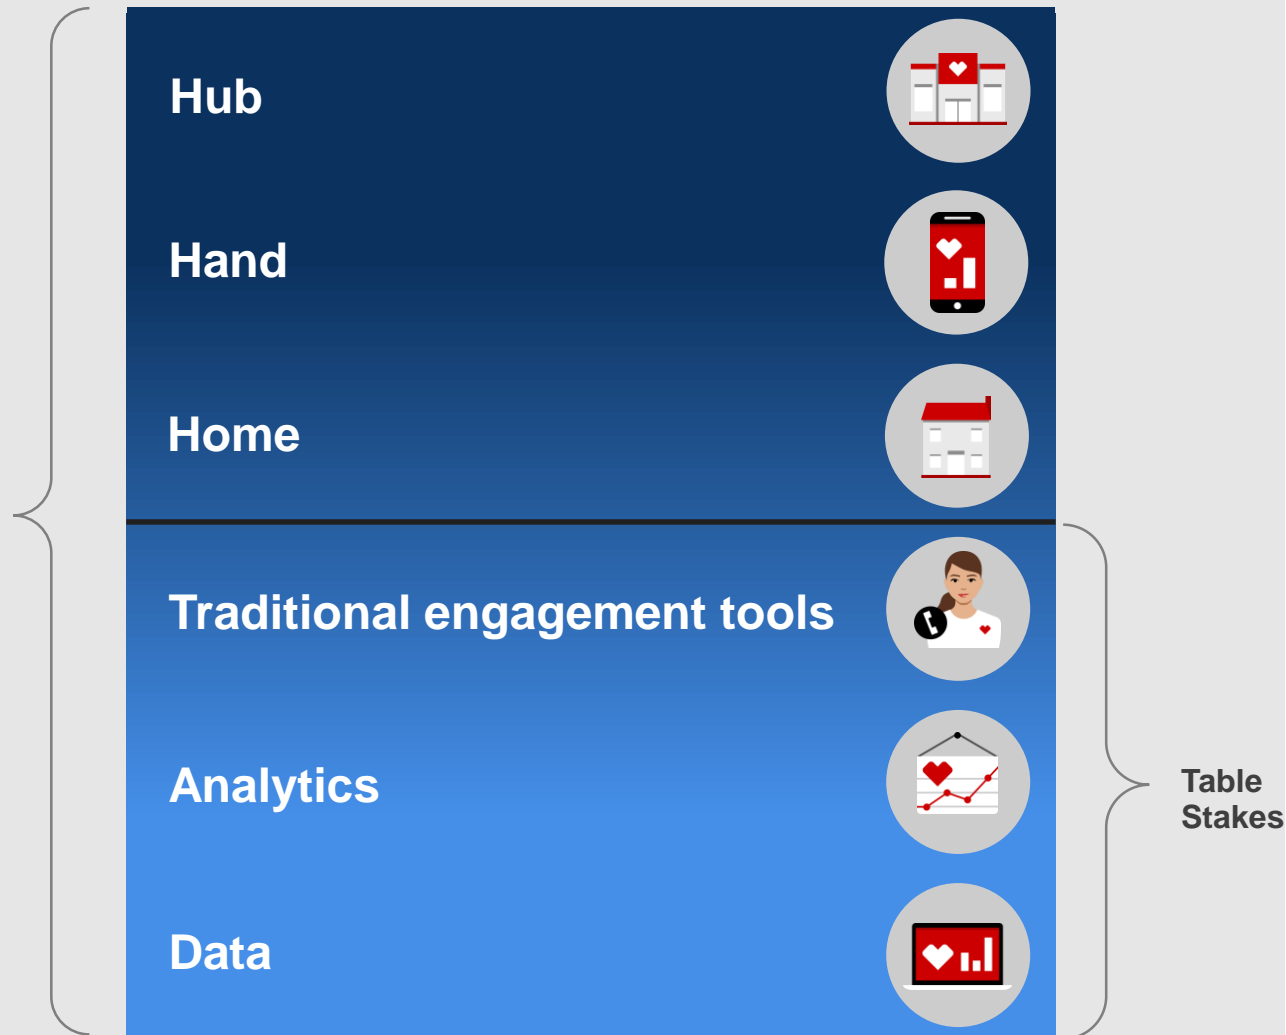 Hub
Hand
Home
Traditional engagement tools
Analytics
Data
Table
Stakes